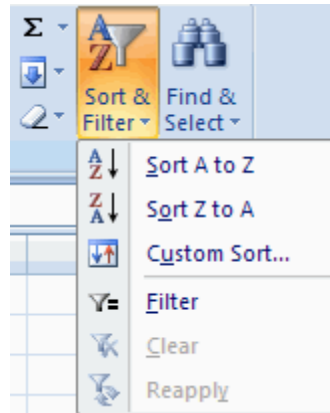 Σ
A
Z
Sort & Filter
Find & Select
A
Z
Sort A to Z
Z
A
Sort Z to A
Custom Sort...
Filter
Clear
Reapply